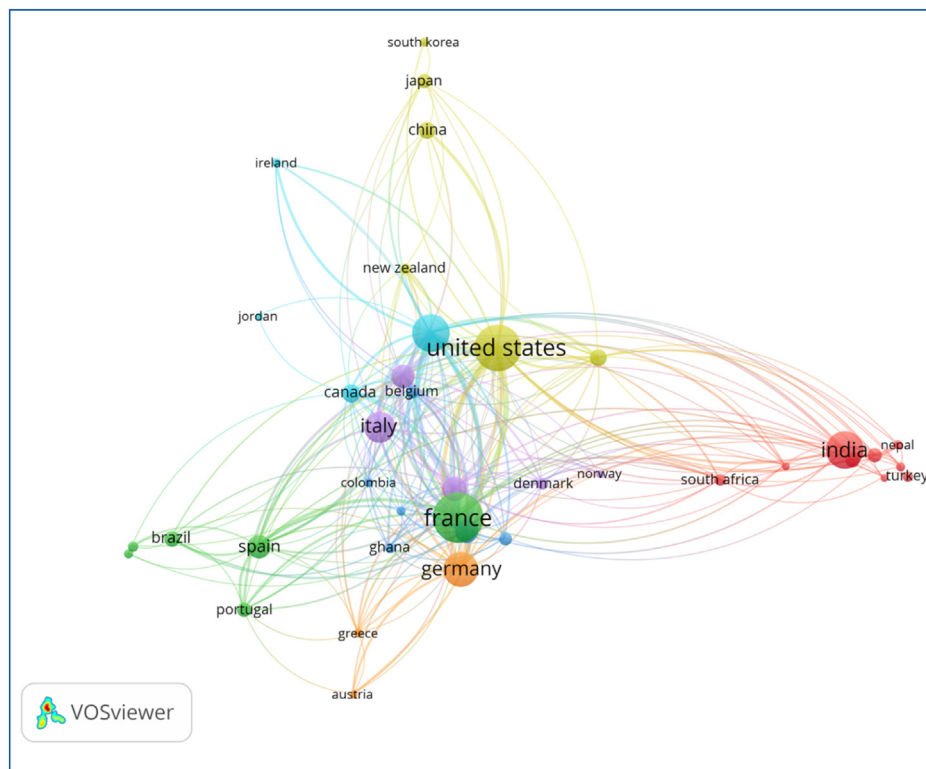 south korea
japan
china
ireland
new zealand
jordan
united states
canada
belgium
italy
india
nepal
colombia
denmark
norway
south africa
turkey
france
brazil
spain
ghana
germany
portugal
greece
austria
VOSviewer